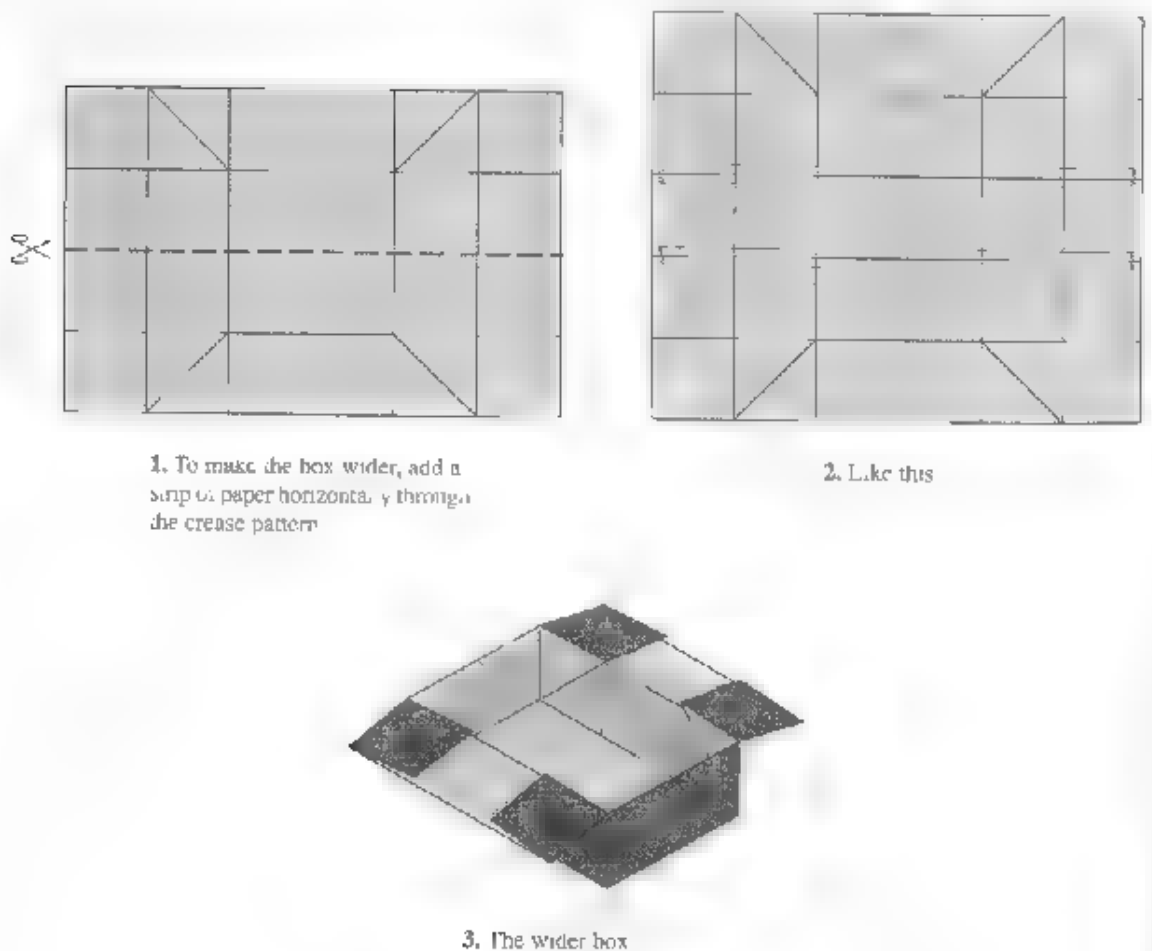 1. To make the box wider, add a
strip of paper horizontally through
the crease pattern
2. Like this
3. The wider box